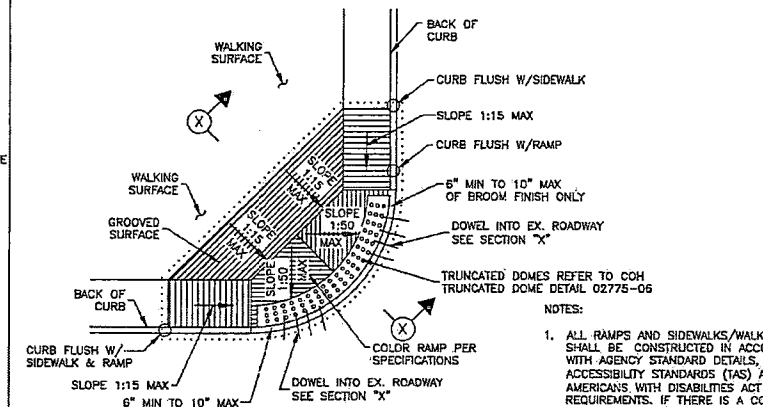 BACK OF
CURB
WALKING
SURFACE
CURB FLUSH W/SIDEWALK
X
SLOPE 1:15 MAX
CURB FLUSH W/RAMP
E
WALKING
SURFACE
SLOPE
1:15
MAX
6" MIN TO 10" MAX
OF BROOM FINISH ONLY
GROOVED
SURFACE
SLOPE
1:15
MAX
SLOPE
1:50
MAX
DOWEL INTO EX. ROADWAY
SEE SECTION "X"
SLOPE
1:50
MAX
TRUNCATED DOMES REFER TO COH
TRUNCATED DOME DETAIL 02775-06
BACK OF
CURB
X
NOTES:
CURB FLUSH W/
SIDEWALK & RAMP
COLOR RAMP PER
SPECIFICATIONS
1. ALL RAMPS AND SIDEWALKS/WALK
SHALL BE CONSTRUCTED IN ACCO
WITH AGENCY STANDARD DETAILS,
ACCESSIBILITY STANDARDS (TAS) A
AMERICANS WITH DISABILITIES ACT
REQUIREMENTS. IF THERE IS A CO
SLOPE 1:15 MAX
DOWEL INTO EX. ROADWAY
SEE SECTION "X"
6" MIN TO 10" MAX